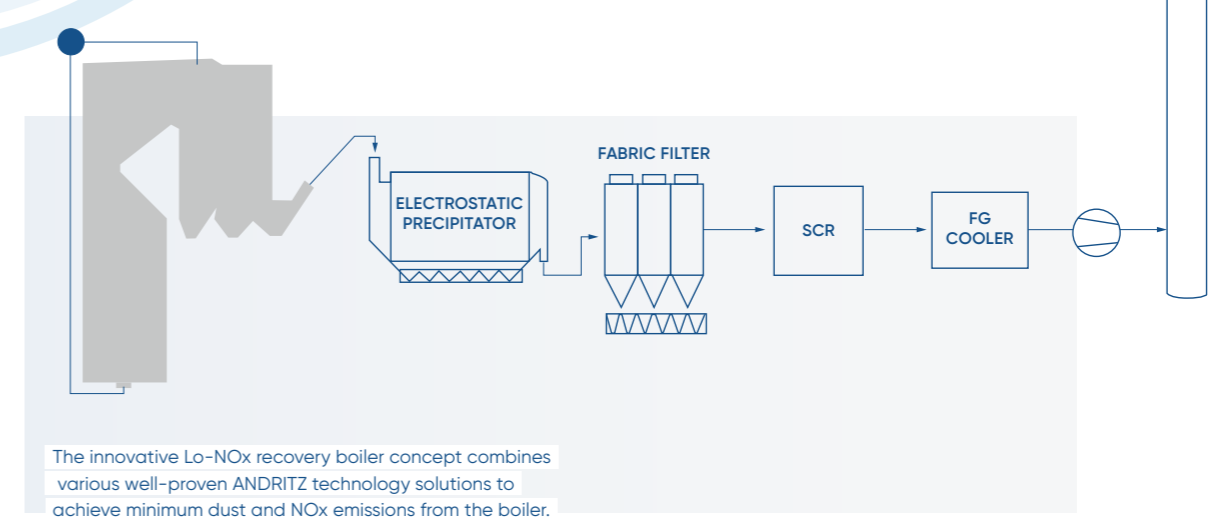 FABRIC FILTER
ELECTROSTATIC
PRECIPITATOR
SCR
FG
COOLER
The innovative Lo-NOx recovery boiler concept combines
various well-proven ANDRITZ technology solutions to
achieve minimum dust and NOx emissions from the boiler.